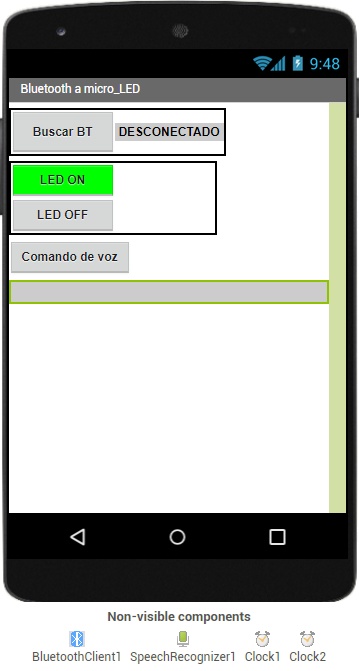 9:48
Bluetooth a micro_LED
Buscar BT DESCONECTADO
LED ON
LED OFF
Comando de voz
Non-visible components
BluetoothClient1 SpeechRecognizer1 Clock1 Clock2